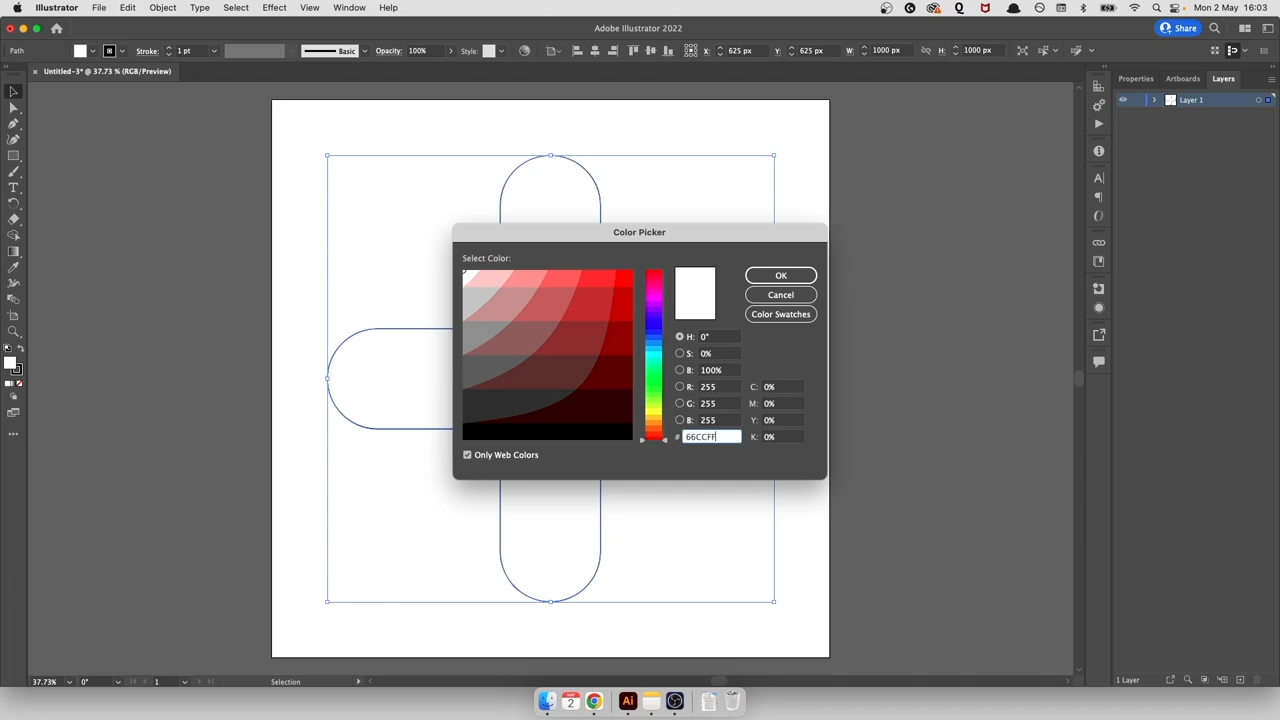 Illustrator File Edit Object Type Select Effect View Window Help Mon 2 May 16:03
Adobe Illustrator 2022 Share
Path Stroke: 1 pt Basic Opacity: 100% Style: X: 625 px Y: 625 px W: 1000 px H: 1000 px
× Untitled-3* @ 37.73 % (RGB/Preview) Properties Artboards Layers
Layer 1
Color Picker
Select Color:
OK
Cancel
Color Swatches
H: 0°
S: 0%
B: 100%
R: 255 C: 0%
G: 255 M: 0%
B: 255 Y: 0%
# 66CCFF K: 0%
Only Web Colors
37.73% 0° 1 Selection 1 Layer
MAY
2
Ai